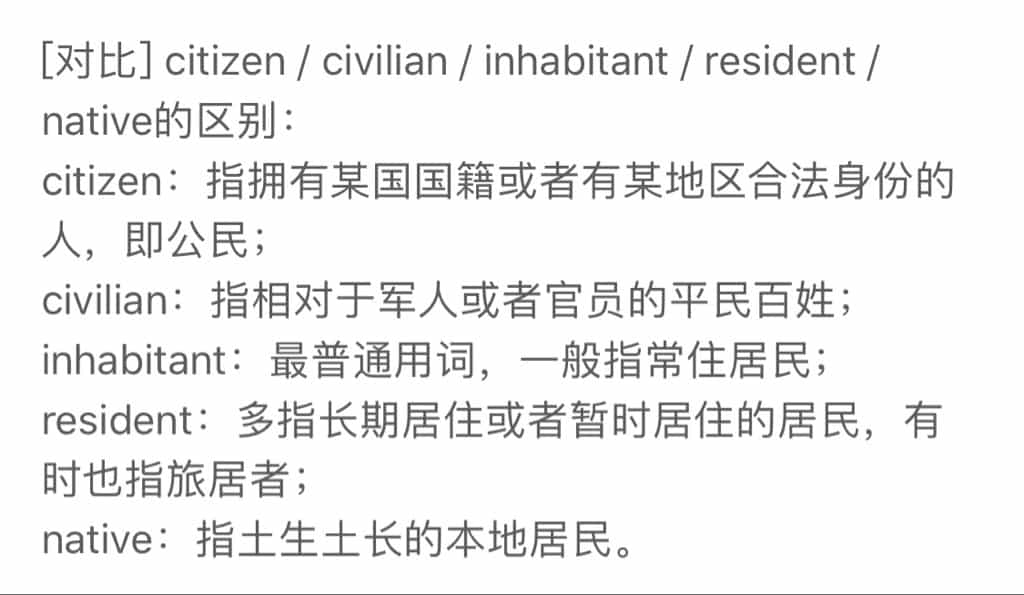 [对比] citizen / civilian / inhabitant / resident /
native的区别：
citizen：指拥有某国国籍或者有某地区合法身份的
人，即公民；
civilian：指相对于军人或者官员的平民百姓；
inhabitant：最普通用词，一般指常住居民；
resident：多指长期居住或者暂时居住的居民，有
时也指旅居者；
native：指土生土长的本地居民。